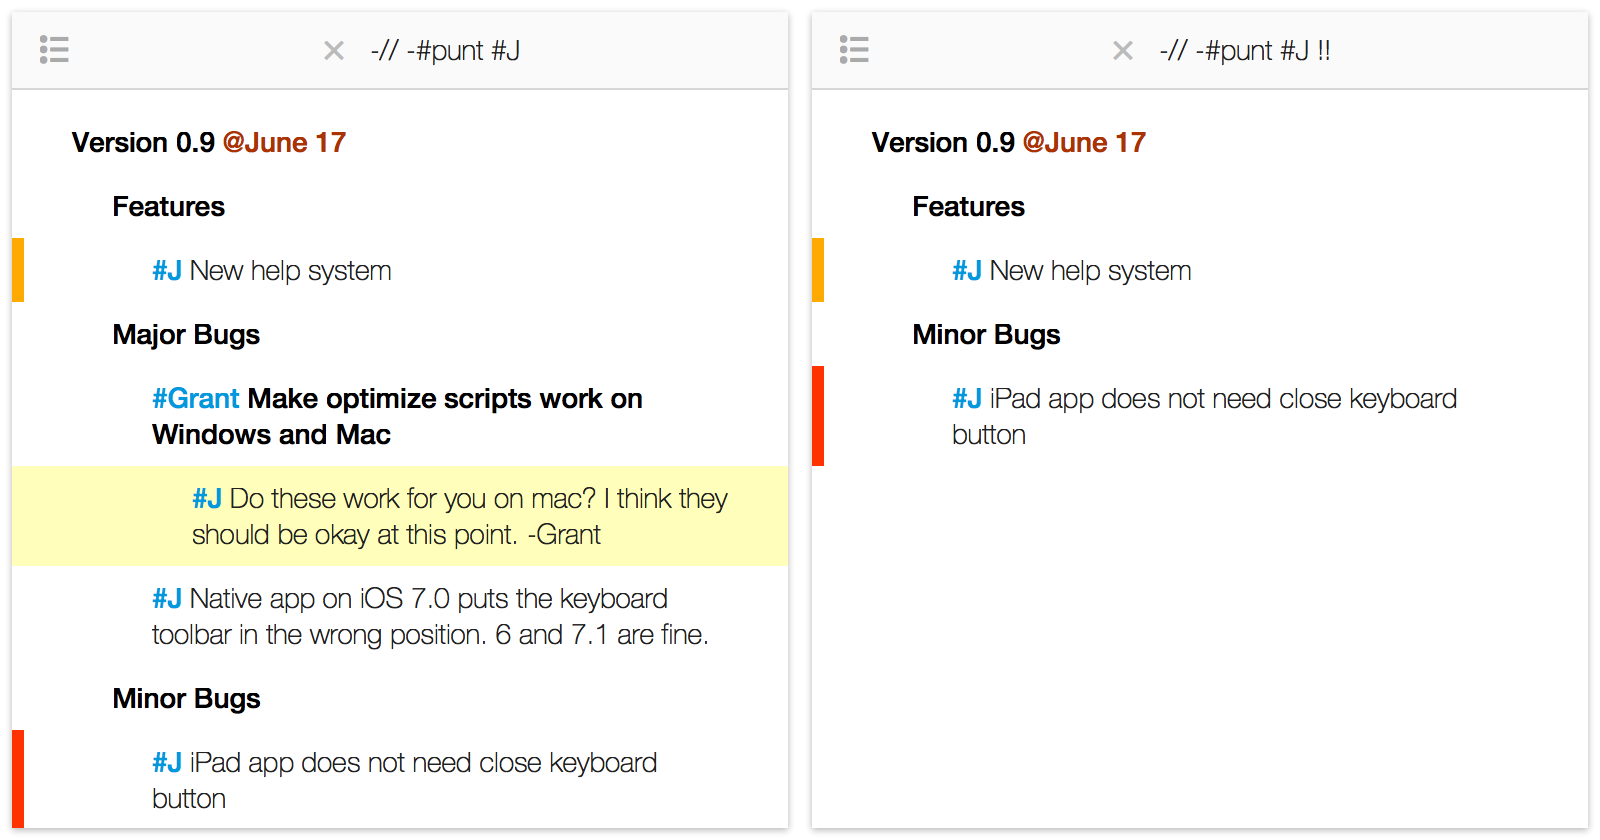 -// -#punt #J
Version 0.9 @June 17
Features
#J New help system
Major Bugs
#Grant Make optimize scripts work on
Windows and Mac
#J Do these work for you on mac? I think they
should be okay at this point. -Grant
#J Native app on iOS 7.0 puts the keyboard
toolbar in the wrong position. 6 and 7.1 are fine.
Minor Bugs
#J iPad app does not need close keyboard
button
-// -#punt #J !!
Version 0.9 @June 17
Features
#J New help system
Minor Bugs
#J iPad app does not need close keyboard
button